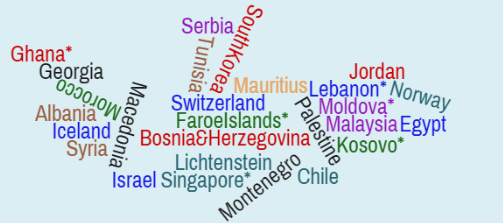 Serbia
SouthKorea
Tunisia
Ghana*
Georgia
Morocco
Macedonia
Mauritius
Jordan
Lebanon*
Norway
Switzerland
Palestine
Moldova*
Albania
FaroeIslands*
Malaysia
Egypt
Iceland
Bosnia&Herzegovina
Kosovo*
Syria
Lichtenstein
Israel
Singapore*
Montenegro
Chile